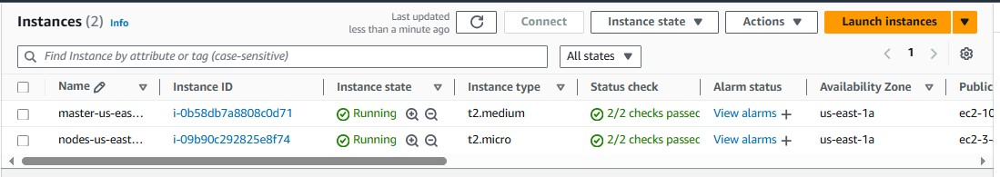 Instances (2) Info
Last updated
less than a minute ago
Connect
Instance state
Actions
Launch instances
Find Instance by attribute or tag (case-sensitive)
All states
1
Name Instance ID Instance state Instance type Status check Alarm status Availability Zone Public
master-us-eas... i-0b58db7a8808c0d71 Running t2.medium 2/2 checks passec View alarms + us-east-1a ec2-10
nodes-us-east... i-09b90c292825e8f74 Running t2.micro 2/2 checks passec View alarms + us-east-1a ec2-3-